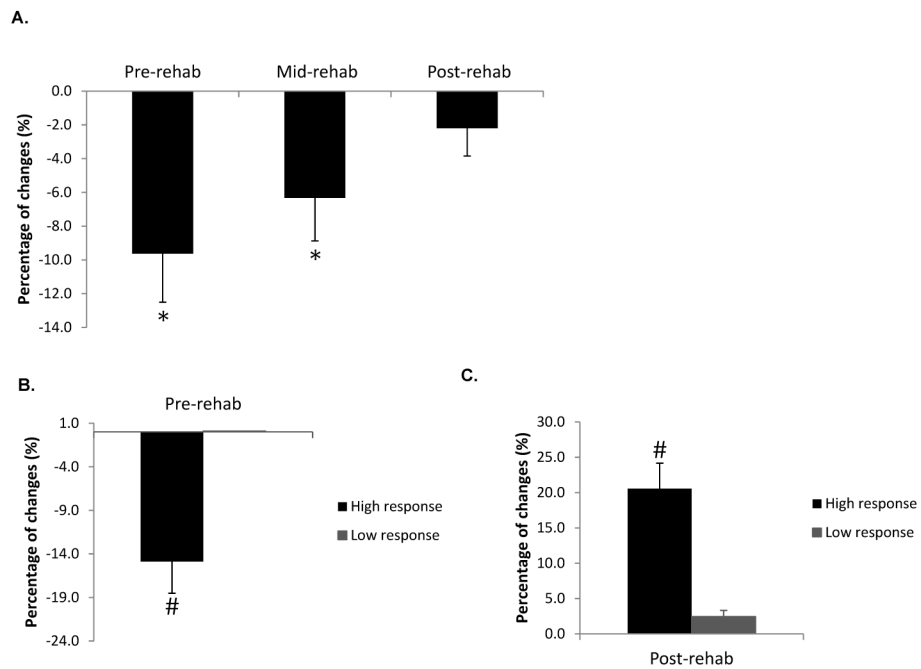 A.
Pre-rehab Mid-rehab Post-rehab
Percentage of changes (%)
0.0
-2.0
-4.0
-6.0
-8.0
-10.0
-12.0
-14.0
*
*
B.
Pre-rehab
Percentage of changes (%)
1.0
-4.0
-9.0
-14.0
-19.0
-24.0
#
High response
Low response
C.
Percentage of changes (%)
30.0
25.0
20.0
15.0
10.0
5.0
0.0
#
Post-rehab
High response
Low response